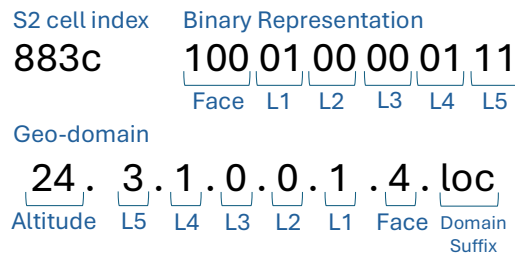 S2 cell index Binary Representation
883c 100 01 00 00 01 11
Face L1 L2 L3 L4 L5
Geo-domain
24. 3.1.0.0.1.4.loc
Altitude L5 L4 L3 L2 L1 Face Domain
Suffix